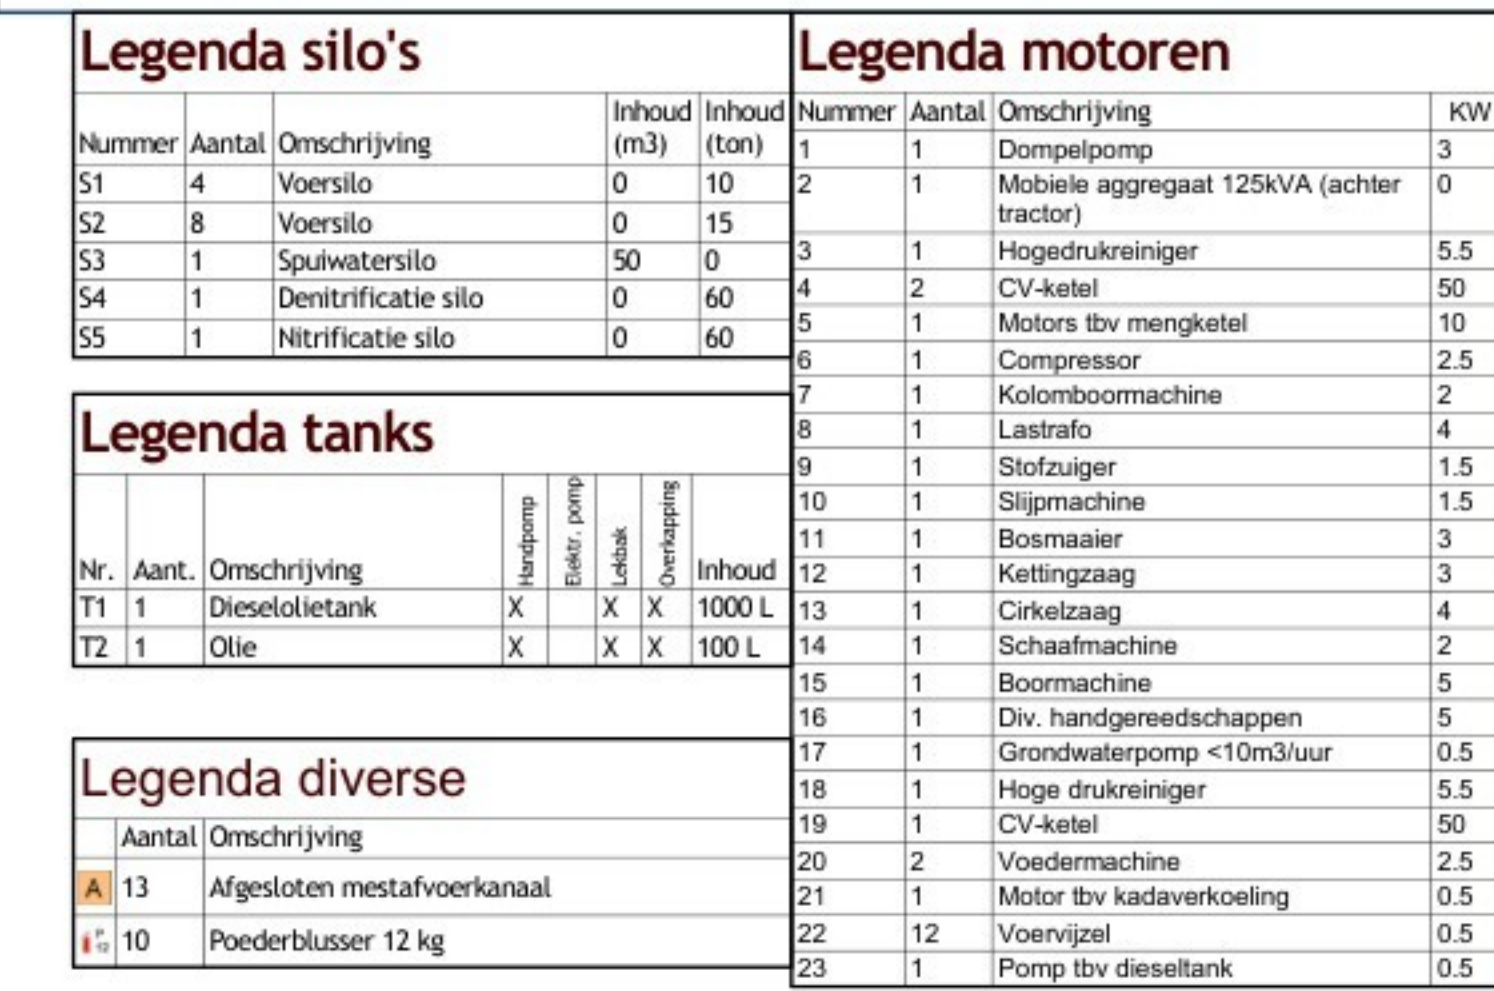 Legenda silo's
Nummer Aantal Omschrijving Inhoud (m3) Inhoud (ton)
S1 4 Voersilo 0 10
S2 8 Voersilo 0 15
S3 1 Spuiwatersilo 50 0
S4 1 Denitrificatie silo 0 60
S5 1 Nitrificatie silo 0 60
Legenda tanks
Nr. Aant. Omschrijving Handpomp Elektr. pomp Lekbak Overkapping Inhoud
T1 1 Dieselolietank X X X 1000 L
T2 1 Olie X X X 100 L
Legenda diverse
Aantal Omschrijving
A 13 Afgesloten mestafvoerkanaal
P 12 10 Poederblusser 12 kg
Legenda motoren
Nummer Aantal Omschrijving KW
1 1 Dompelpomp 3
2 1 Mobiele aggregaat 125kVA (achter 0
tractor)
3 1 Hogedrukreiniger 5.5
4 2 CV-ketel 50
5 1 Motors tbv mengketel 10
6 1 Compressor 2.5
7 1 Kolomboormachine 2
8 1 Lastrafo 4
9 1 Stofzuiger 1.5
10 1 Slijpmachine 1.5
11 1 Bosmaaier 3
12 1 Kettingzaag 3
13 1 Cirkelzaag 4
14 1 Schaafmachine 2
15 1 Boormachine 5
16 1 Div. handgereedschappen 5
17 1 Grondwaterpomp <10m3/uur 0.5
18 1 Hoge drukreiniger 5.5
19 1 CV-ketel 50
20 2 Voedermachine 2.5
21 1 Motor tbv kadaverkoeling 0.5
22 12 Voervijzel 0.5
23 1 Pomp tbv dieseltank 0.5